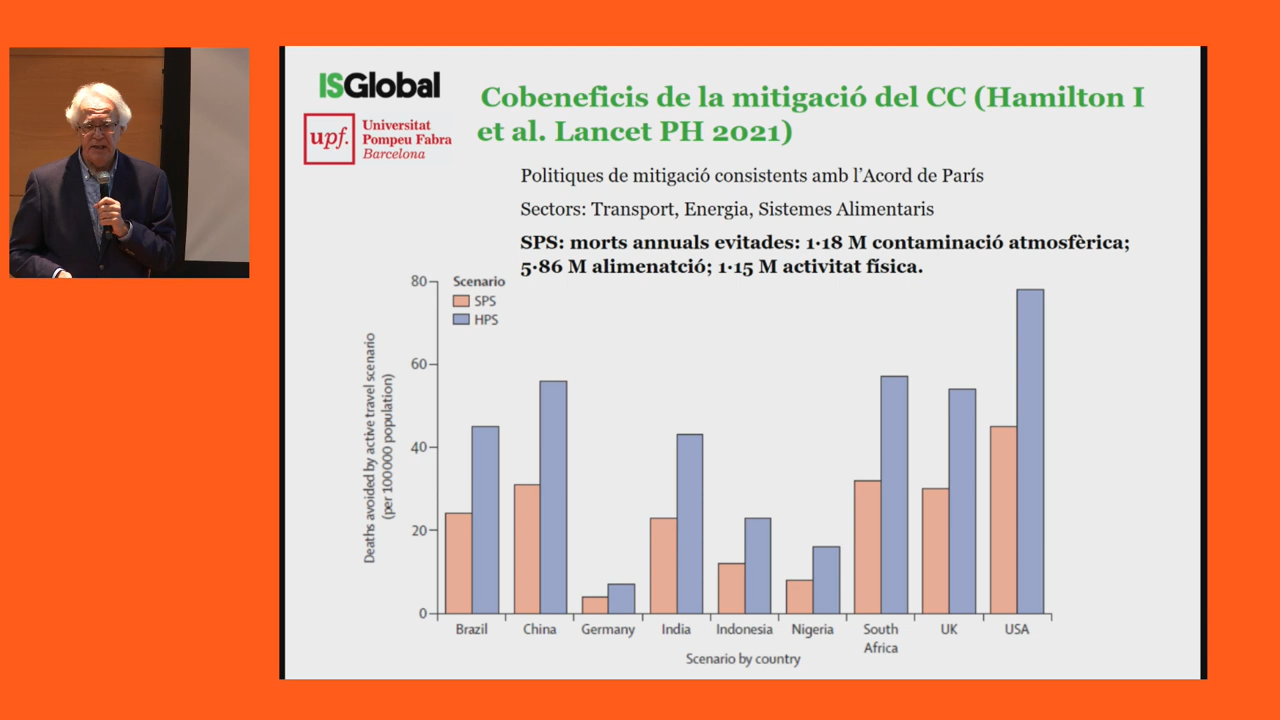 ISGlobal
upf.
Universitat
Pompeu Fabra
Barcelona
Cobeneficis de la mitigació del CC (Hamilton I
et al. Lancet PH 2021)
Politiques de mitigació consistents amb l'Acord de París
Sectors: Transport, Energia, Sistemes Alimentaris
SPS: morts annuals evitades: 1·18 M contaminació atmosfèrica;
5·86 M alimenatció; 1·15 M activitat física.
Scenario
SPS
HPS
Deaths avoided by active travel scenario
(per 100 000 population)
80
60
40
20
0
Brazil
China
Germany
India
Indonesia
Nigeria
South
Africa
UK
USA
Scenario by country